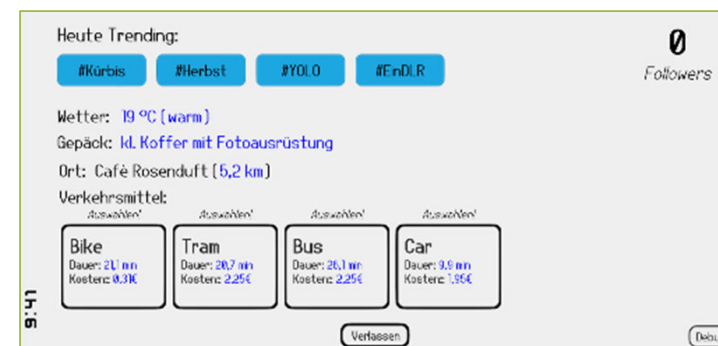 Heute Trending:
#Kürbis #Herbst #YOLO #EinDLR
0
Followers
Wetter: 19 °C (warm)
Gepäck: kl. Koffer mit Fotoausrüstung
Ort: Café Rosenduft (5,2 km)
Verkehrsmittel:
Auswählen! Auswählen! Auswählen! Auswählen!
Bike
Dauer: 21,1 min
Kosten: 0,31€
Tram
Dauer: 20,7 min
Kosten: 2,25€
Bus
Dauer: 26,1 min
Kosten: 2,25€
Car
Dauer: 9,9 min
Kosten: 1,95€
Verlassen